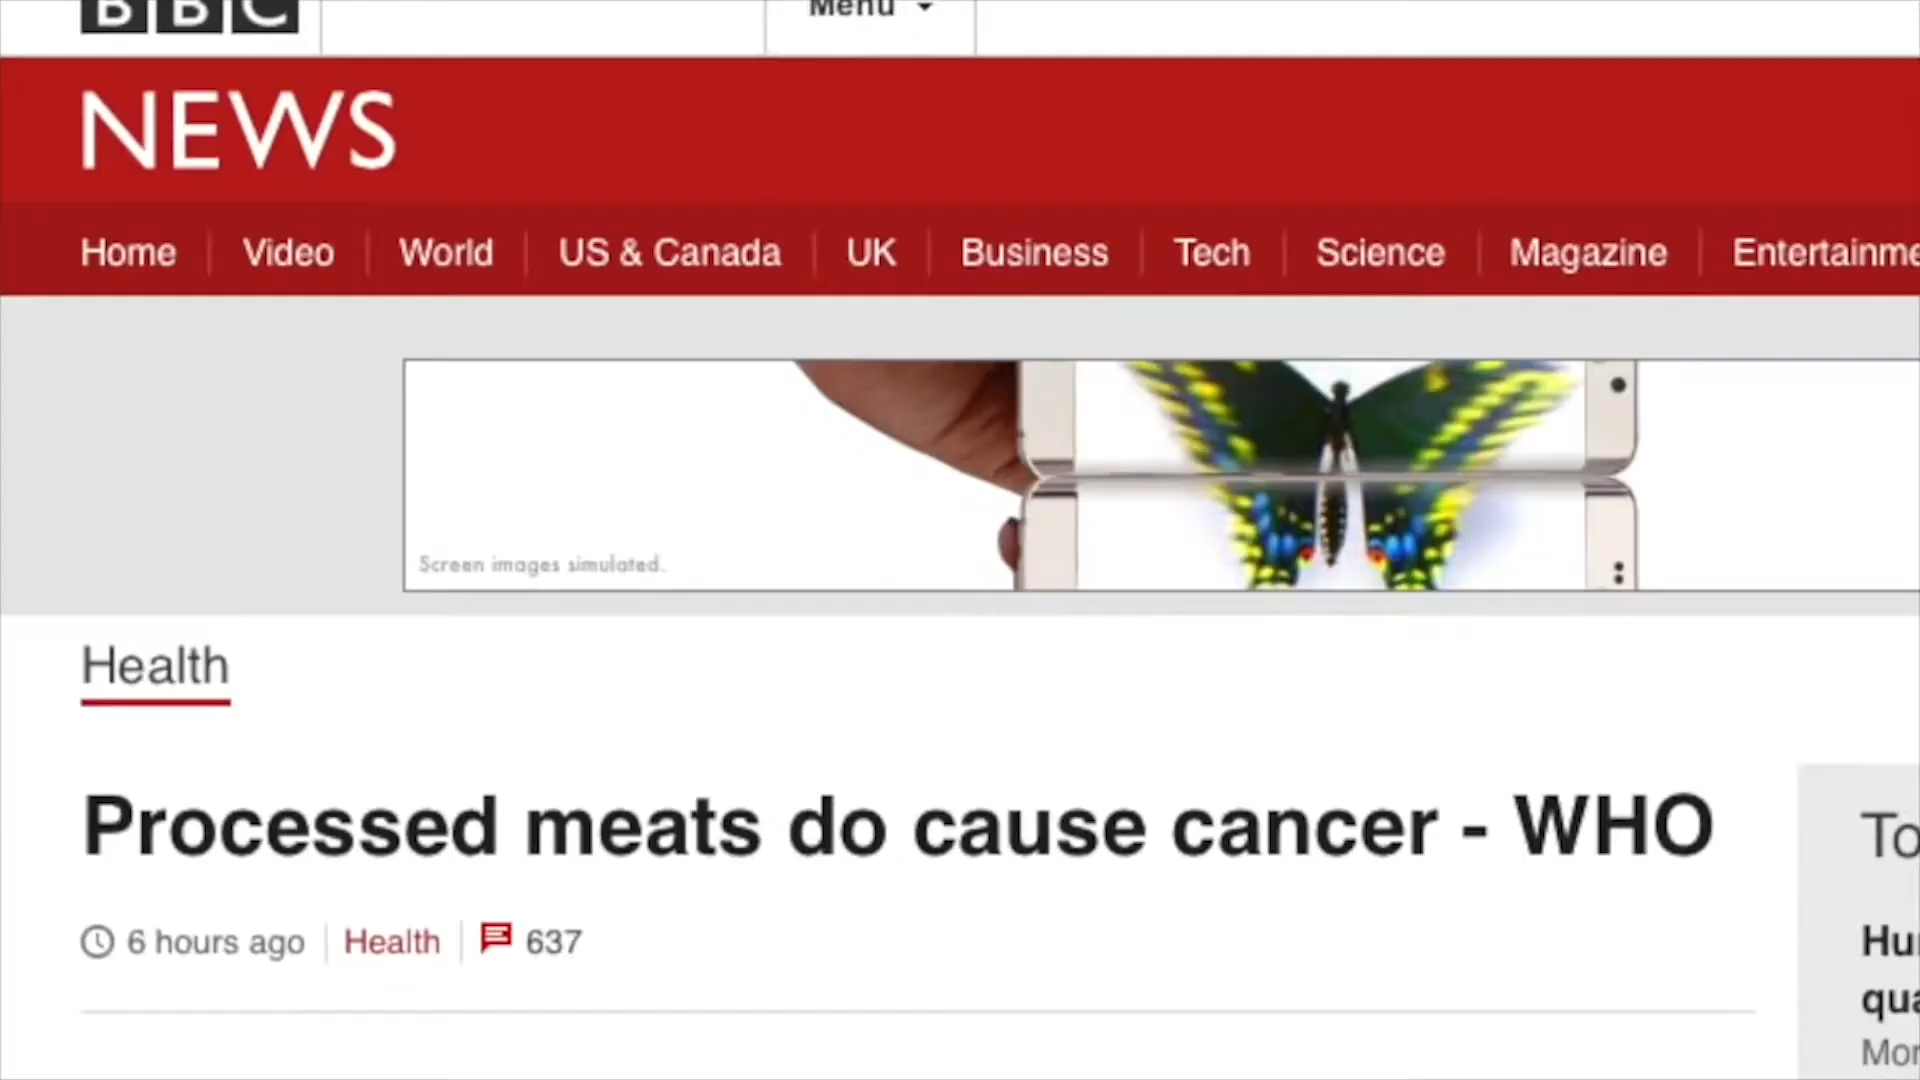 BBC
Menu
NEWS
Home Video World US & Canada UK Business Tech Science Magazine
Screen images simulated.
Health
Processed meats do cause cancer - WHO
6 hours ago Health 637